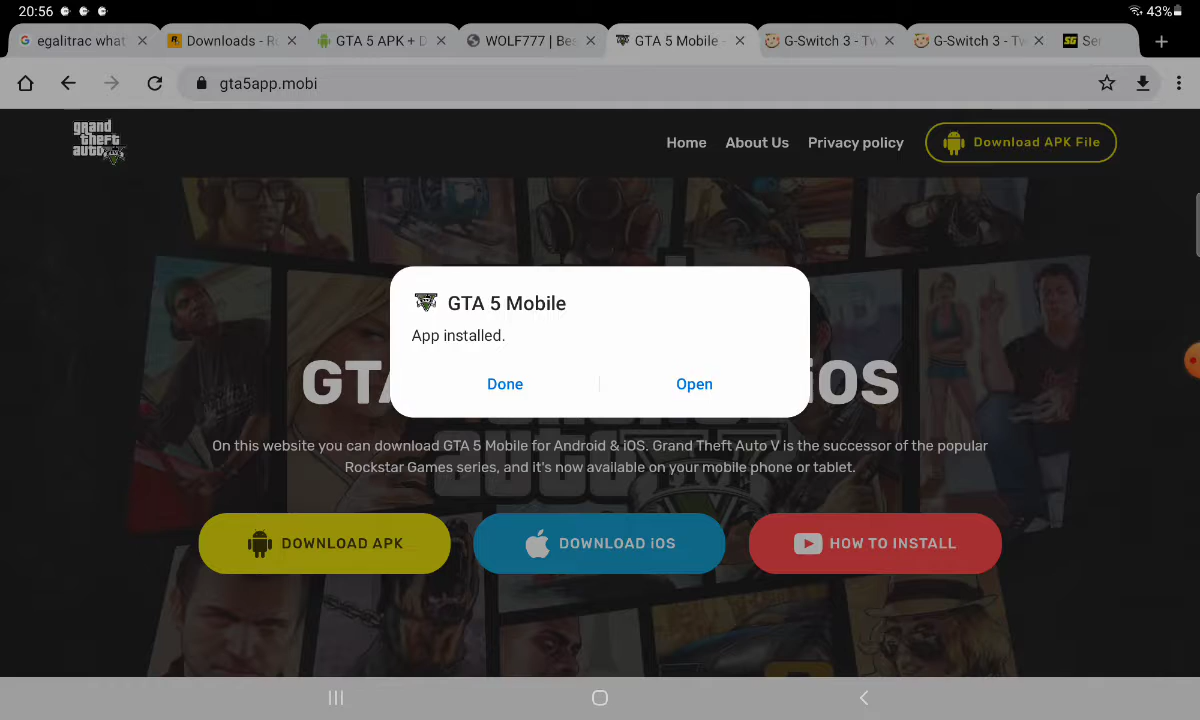 20:56
43%
egalitrac what
Downloads - R
GTA 5 APK + D
WOLF777 | Bes
GTA 5 Mobile -
G-Switch 3 - Tw
G-Switch 3 - Tw
SG Ser
gta5app.mobi
grand
theft
auto
Home
About Us
Privacy policy
Download APK File
GTA 5 Mobile
App installed.
Done
Open
GTA
iOS
On this website you can download GTA 5 Mobile for Android & iOS. Grand Theft Auto V is the successor of the popular
Rockstar Games series, and it's now available on your mobile phone or tablet.
DOWNLOAD APK
DOWNLOAD iOS
HOW TO INSTALL